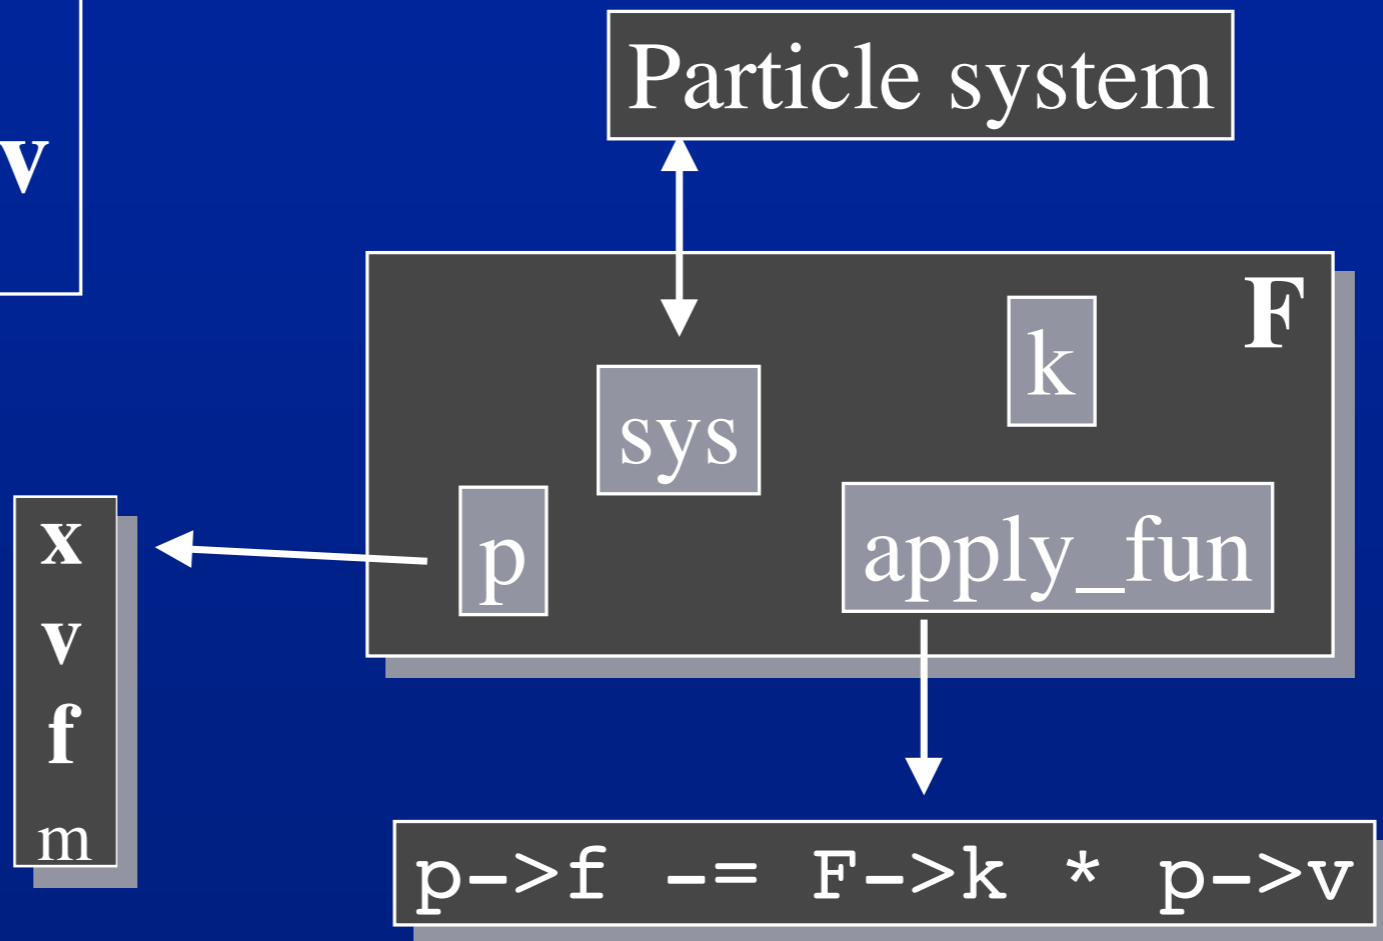 Particle system
v
F
k
sys
p
apply_fun
x
v
f
m
p->f -= F->k * p->v